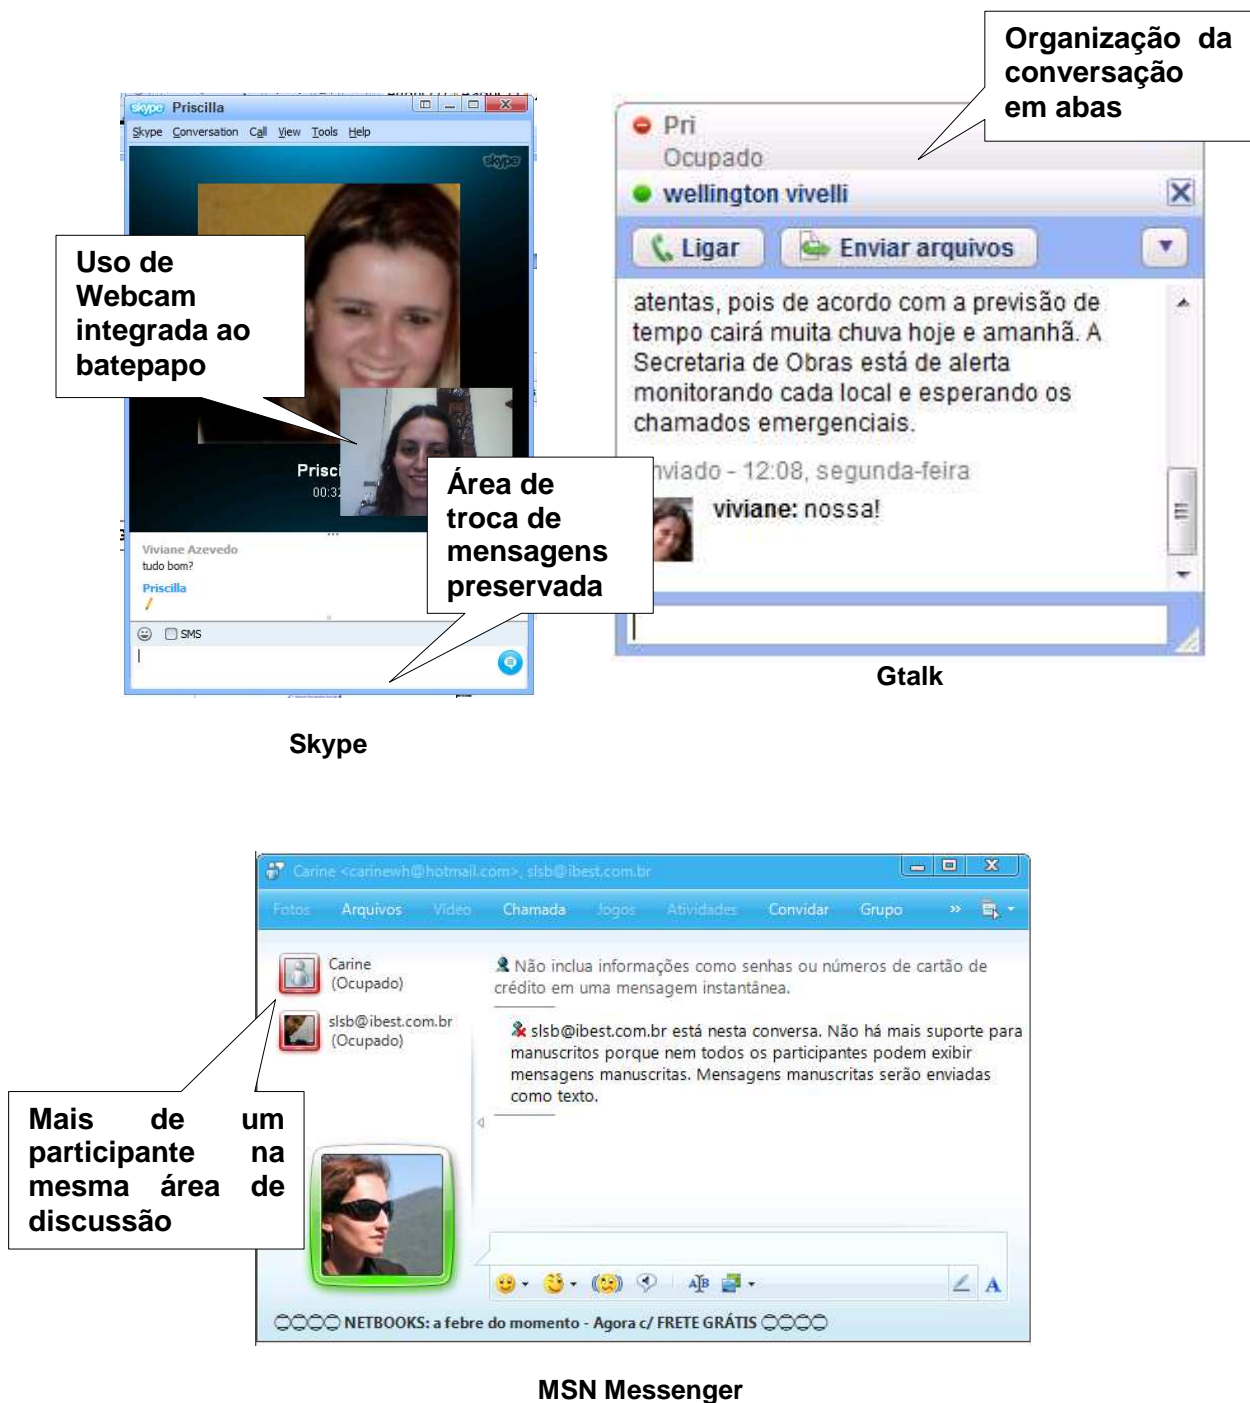 Organização da
conversação
em abas
skype Priscilla
Skype Conversation Call View Tools Help
skype
Uso de
Webcam
integrada ao
batepapo
Prisci
00:32
Área de
troca de
mensagens
preservada
Viviane Azevedo
tudo bom?
Priscilla
SMS
Skype
Pri
Ocupado
wellington vivelli
Ligar Enviar arquivos
atentas, pois de acordo com a previsão de
tempo cairá muita chuva hoje e amanhã. A
Secretaria de Obras está de alerta
monitorando cada local e esperando os
chamados emergenciais.
nviado - 12:08, segunda-feira
viviane: nossa!
Gtalk
Carine <carinewh@hotmail.com>, slsb@ibest.com.br
Fotos Arquivos Vídeo Chamada Jogos Atividades Convidar Grupo »
Carine
(Ocupado)
slsb@ibest.com.br
(Ocupado)
Não inclua informações como senhas ou números de cartão de
crédito em uma mensagem instantânea.
slsb@ibest.com.br está nesta conversa. Não há mais suporte para
manuscritos porque nem todos os participantes podem exibir
mensagens manuscritas. Mensagens manuscritas serão enviadas
como texto.
Mais de um
participante na
mesma área de
discussão
NETBOOKS: a febre do momento - Agora c/ FRETE GRÁTIS
MSN Messenger